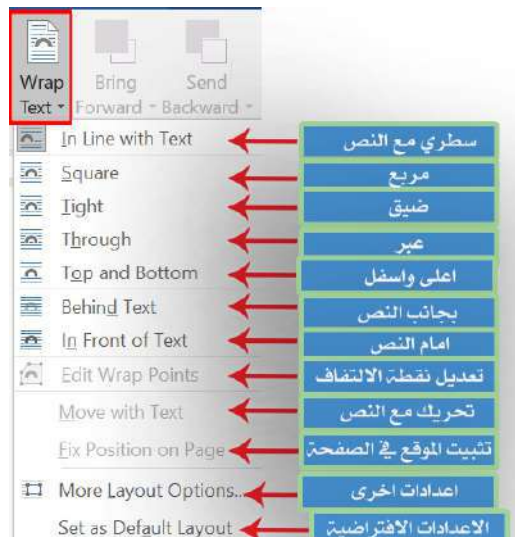 Wrap Text
Bring Forward
Send Backward
In Line with Text سطري مع النص
Square مربع
Tight ضيق
Through عبر
Top and Bottom اعلى واسفل
Behind Text بجانب النص
In Front of Text امام النص
Edit Wrap Points تعديل نقطة الالتفاف
Move with Text تحريك مع النص
Fix Position on Page تثبيت الموقع في الصفحة
More Layout Options... اعدادات اخرى
Set as Default Layout الاعدادات الافتراضية